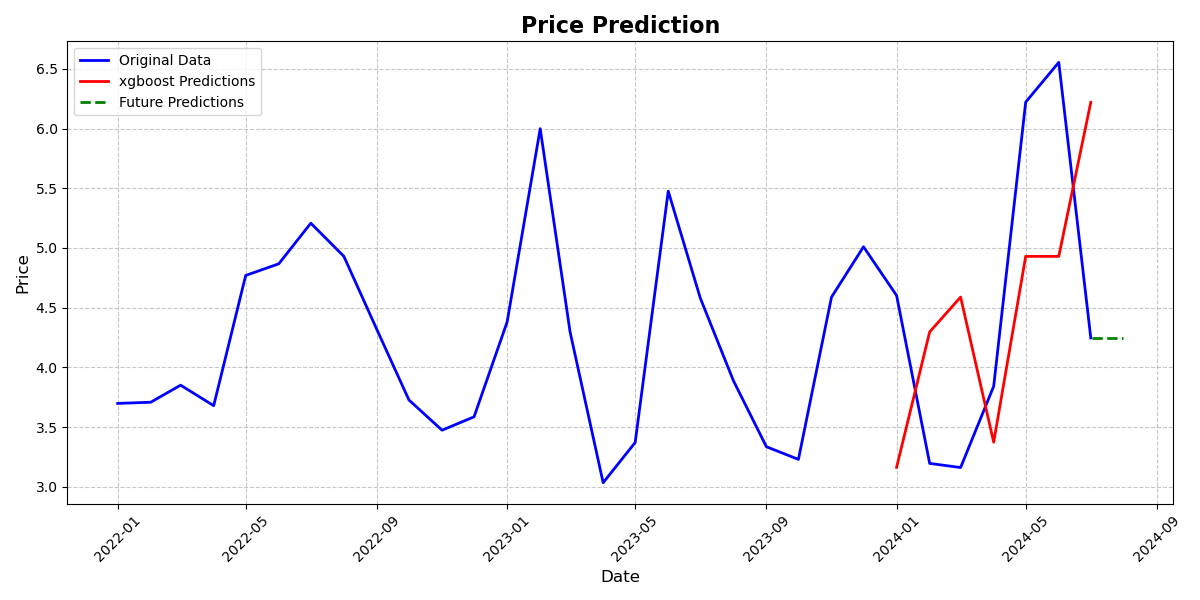 Price Prediction
Original Data
xgboost Predictions
Future Predictions
Price
6.5
6.0
5.5
5.0
4.5
4.0
3.5
3.0
2022-01
2022-05
2022-09
2023-01
2023-05
2023-09
2024-01
2024-05
2024-09
Date